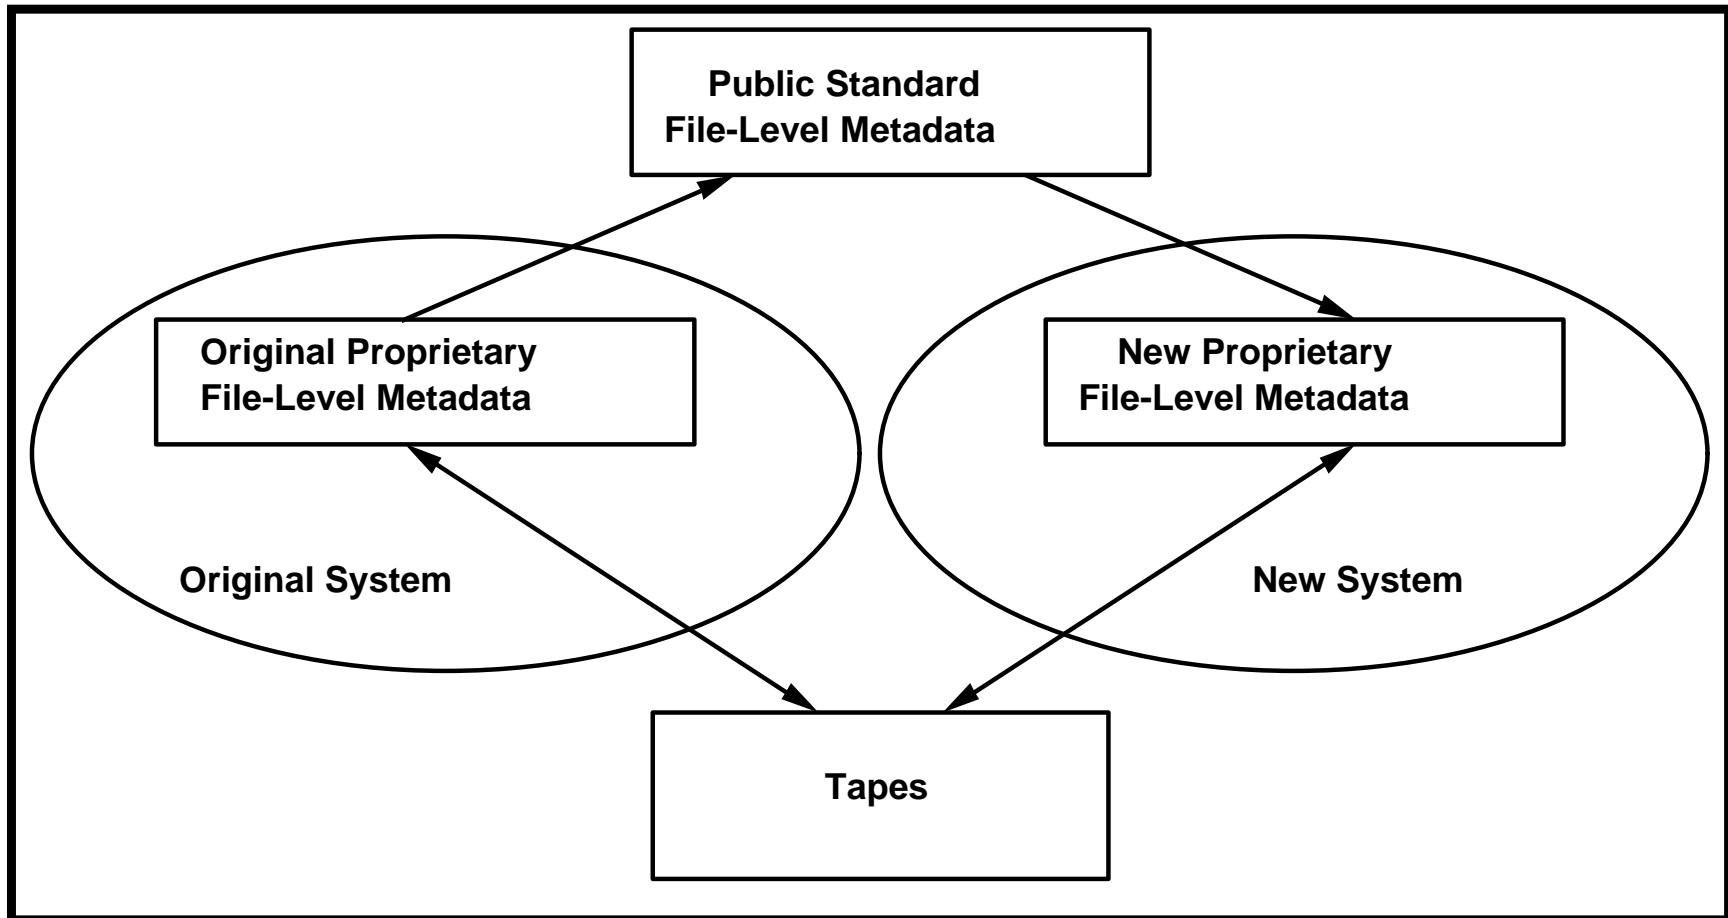 Public Standard
File-Level Metadata
Original Proprietary
File-Level Metadata
New Proprietary
File-Level Metadata
Original System
New System
Tapes